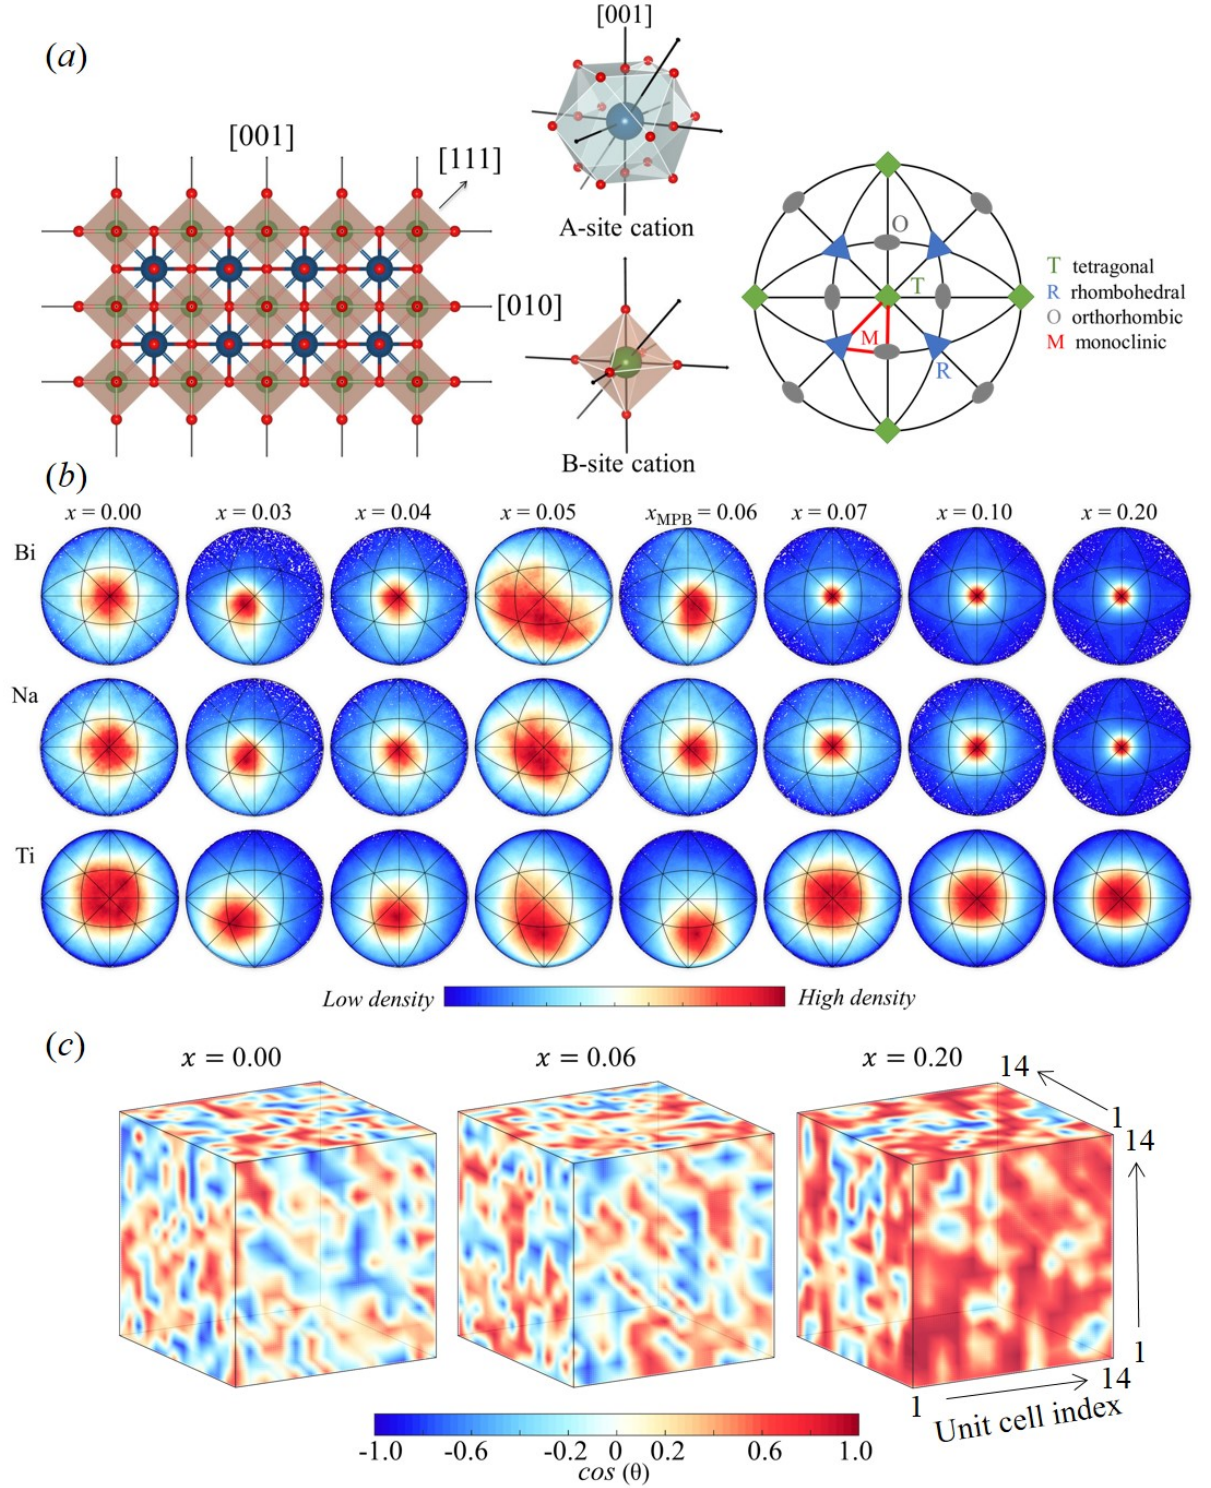 (a)
[001]
[001]
[111]
[010]
A-site cation
B-site cation
O
T
M
R
T tetragonal
R rhombohedral
O orthorhombic
M monoclinic
(b)
x = 0.00 x = 0.03 x = 0.04 x = 0.05 xMPB = 0.06 x = 0.07 x = 0.10 x = 0.20
Bi
Na
Ti
Low density High density
(c)
x = 0.00 x = 0.06 x = 0.20
14
1
14
1
14
1
Unit cell index
-1.0 -0.6 -0.2 0 0.2 0.6 1.0
cos (θ)